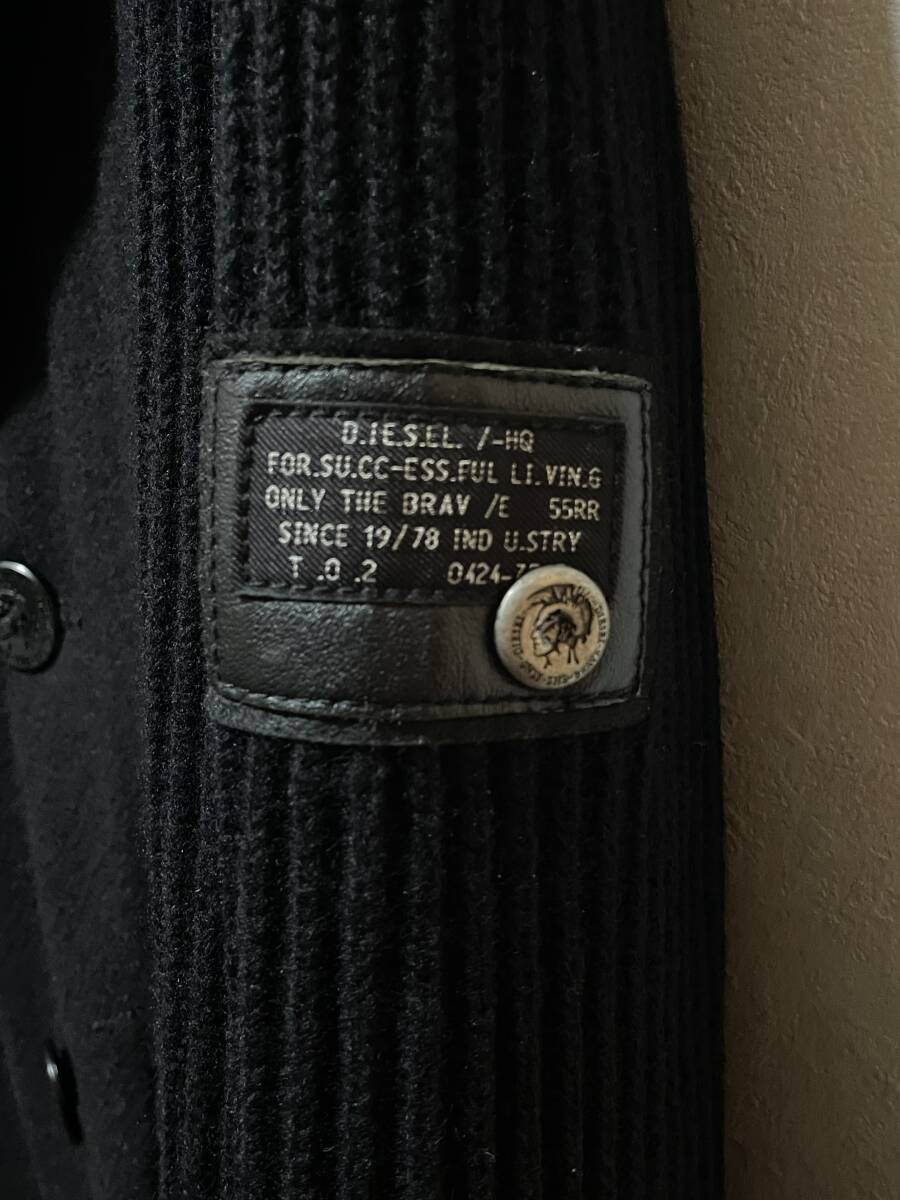 D.IE.S.EL. /-HQ
FOR.SU.CC-ESS.FUL LI.VIN.G
ONLY THE BRAV /E 55RR
SINCE 19/78 IND U.STRY
T .0 .2